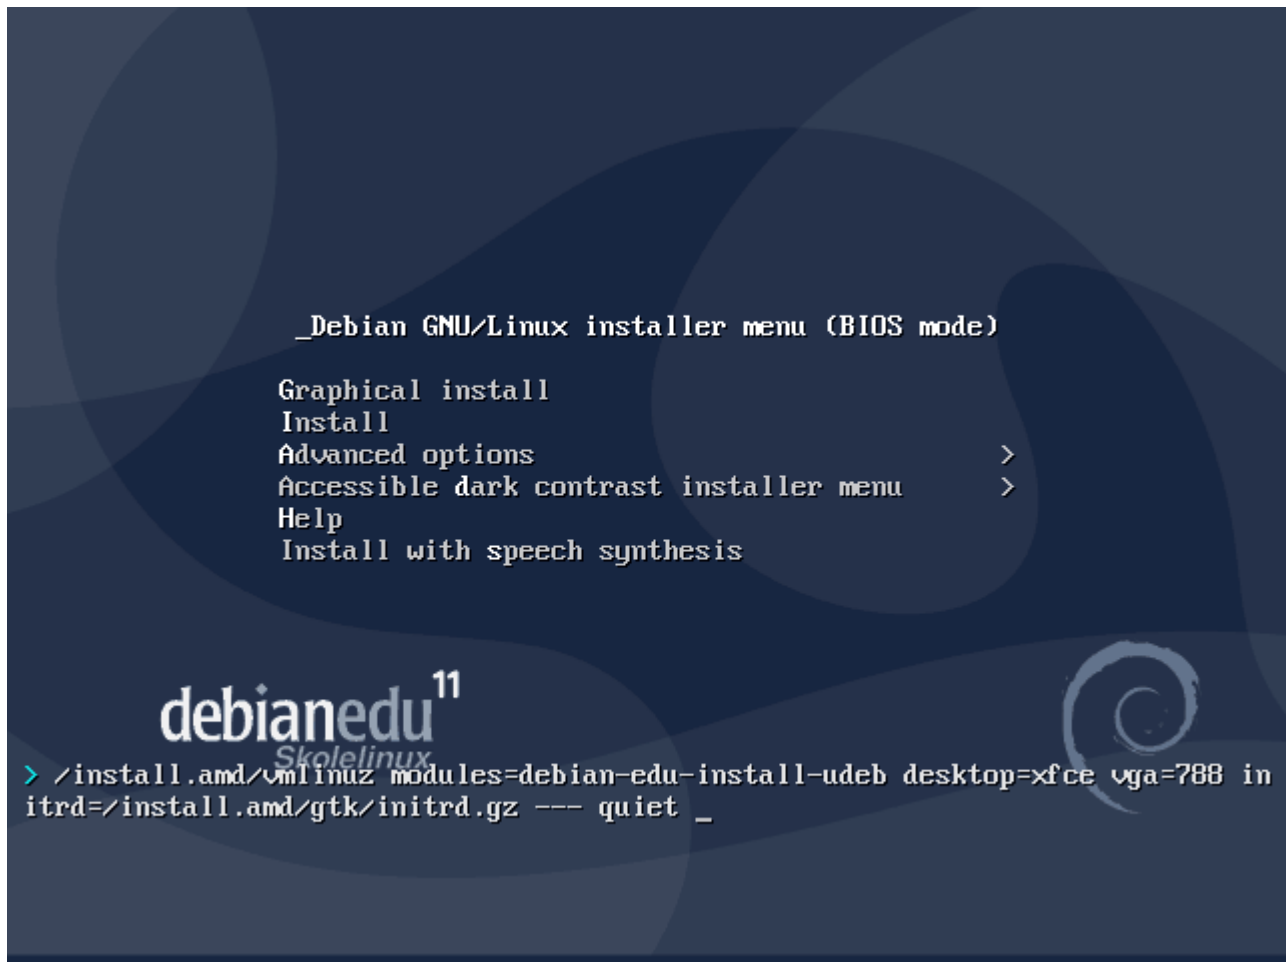 _Debian GNU/Linux installer menu (BIOS mode)
Graphical install
Install
Advanced options >
Accessible dark contrast installer menu >
Help
Install with speech synthesis
debianedu 11
Skolelinux
> /install.amd/vmlinuz modules=debian-edu-install-udeb desktop=xfce vga=788 in
itrd=/install.amd/gtk/initrd.gz --- quiet _